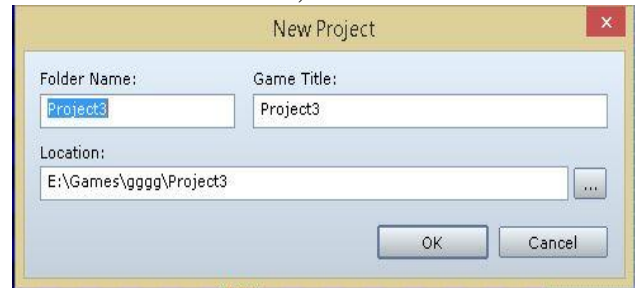 New Project
Folder Name: Game Title:
Project3 Project3
Location:
E:\Games\gggg\Project3 ...
OK Cancel